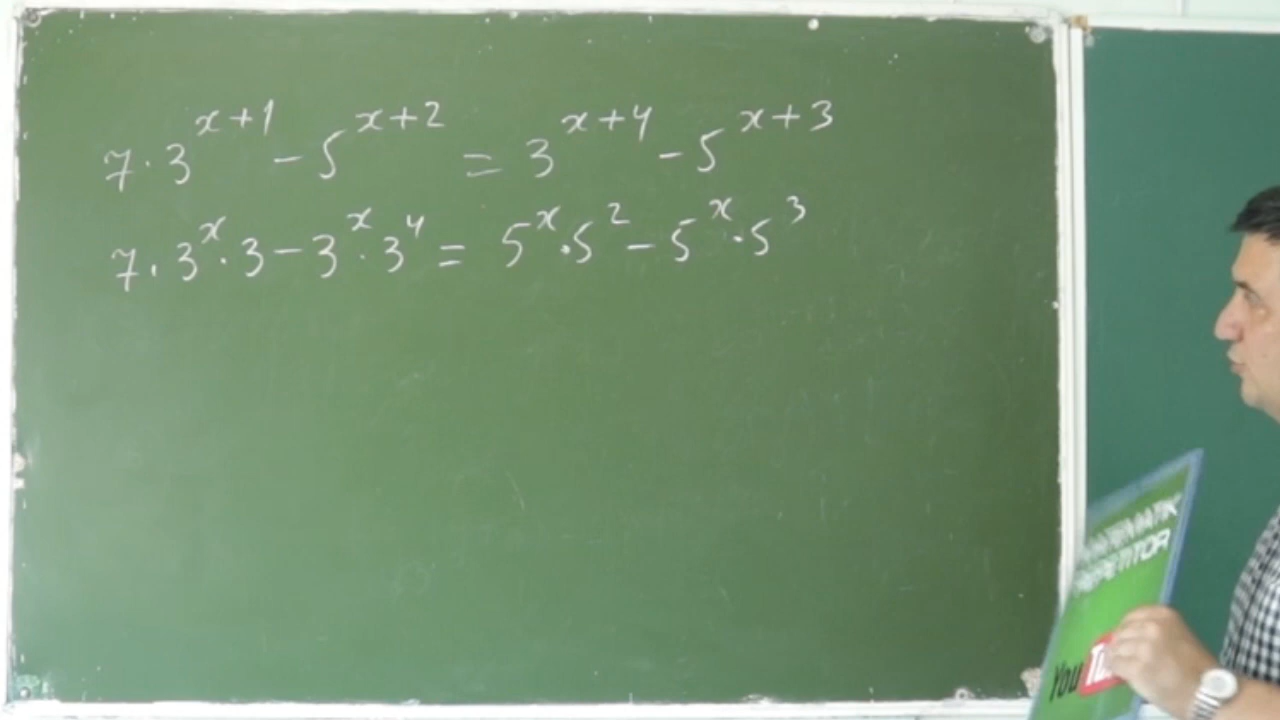 7 · 3^{x+1} - 5^{x+2} = 3^{x+4} - 5^{x+3}
7 · 3^x · 3 - 3^x · 3^4 = 5^x · 5^2 - 5^x · 5^3
YouTu